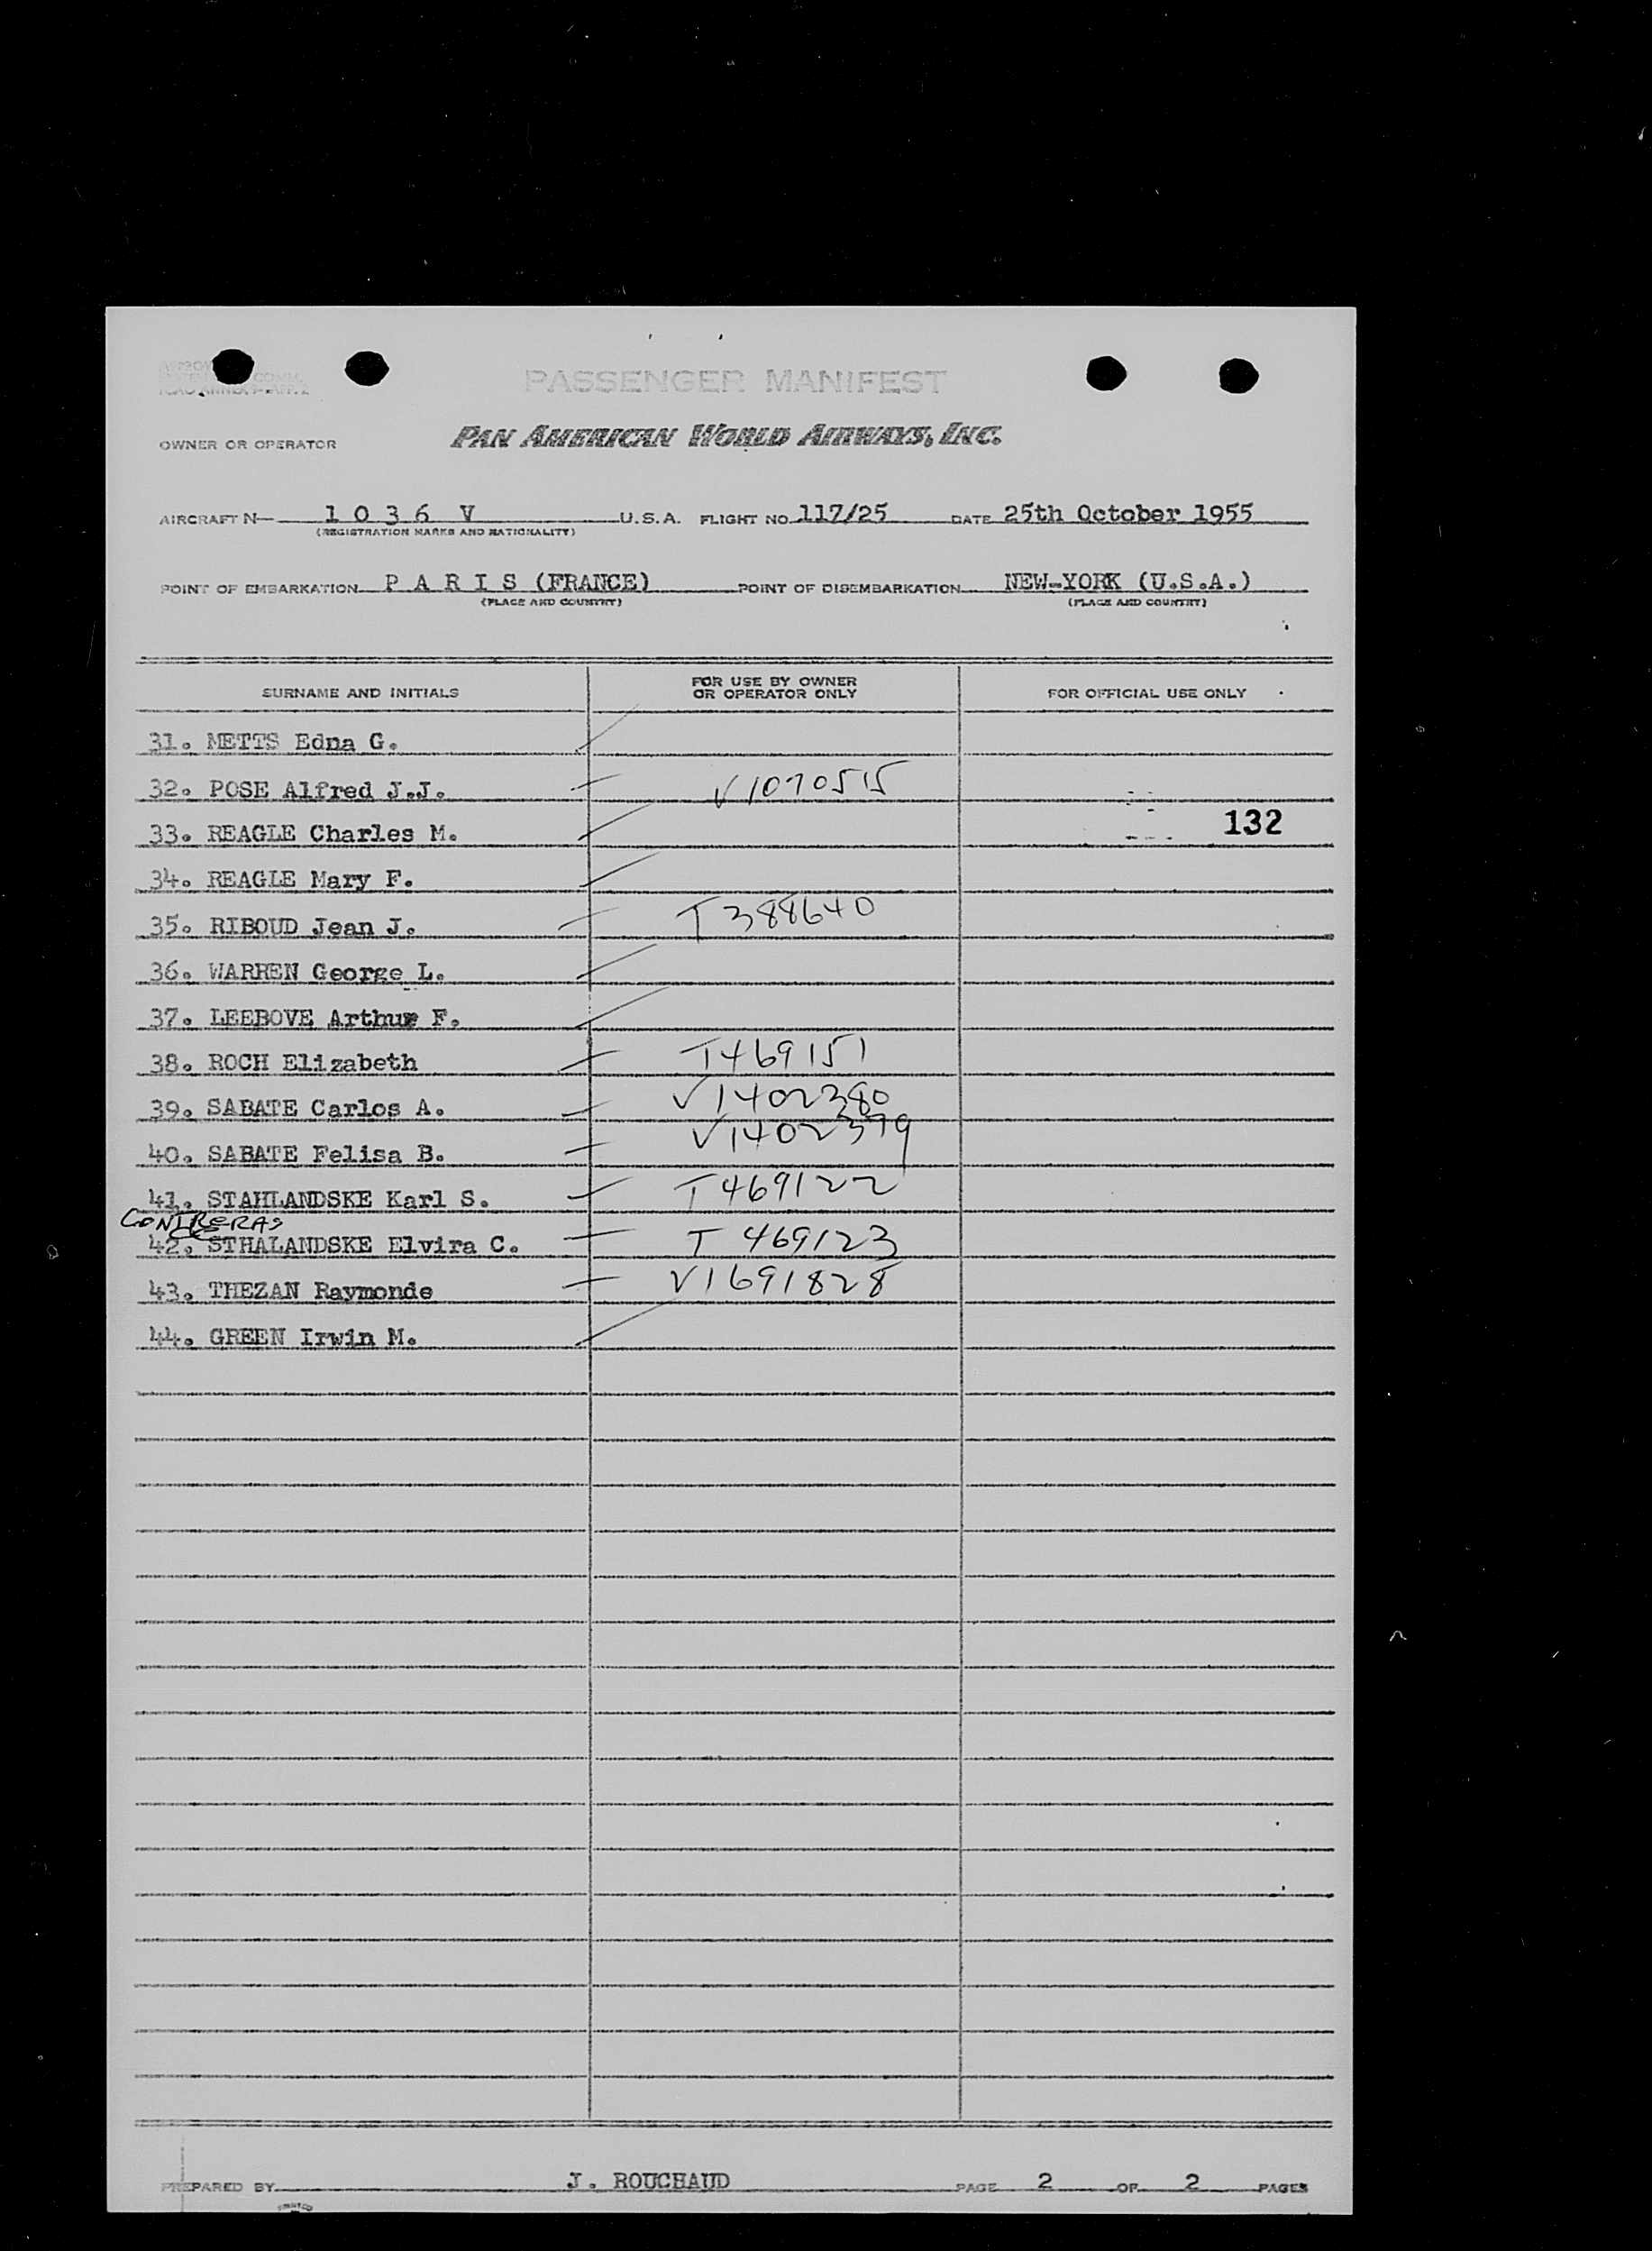 PASSENGER MANIFEST
OWNER OR OPERATOR PAN AMERICAN WORLD AIRWAYS, INC.
AIRCRAFT N— 1 0 3 6 V U.S.A. FLIGHT NO. 117/25 DATE 25th October 1955
(REGISTRATION MARKS AND NATIONALITY)
POINT OF EMBARKATION P A R I S (FRANCE) POINT OF DISEMBARKATION NEW-YORK (U.S.A.)
(PLACE AND COUNTRY) (PLACE AND COUNTRY)
SURNAME AND INITIALS FOR USE BY OWNER OR OPERATOR ONLY FOR OFFICIAL USE ONLY
31. METTS Edna G.
32. POSE Alfred J.J. V1070515
33. REAGLE Charles M. 132
34. REAGLE Mary F.
35. RIBOUD Jean J. T388640
36. WARREN George L.
37. LEEBOVE Arthur F.
38. ROCH Elizabeth T469151
39. SABATE Carlos A. V1402380
40. SABATE Felisa B. V1402379
41. STAHLANDSKE Karl S. T469122
CONTRERAS
42. STHALANDSKE Elvira C. T 469123
43. THEZAN Raymonde V1691828
44. GREEN Irwin M.
PREPARED BY J. ROUCHAUD PAGE 2 OF 2 PAGES